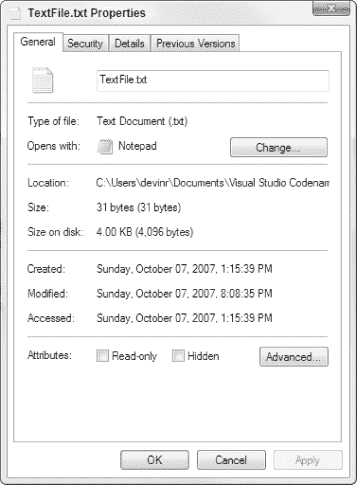 TextFile.txt Properties
General Security Details Previous Versions
TextFile.txt
Type of file: Text Document (.txt)
Opens with: Notepad Change...
Location: C:\Users\devinr\Documents\Visual Studio Codenam
Size: 31 bytes (31 bytes)
Size on disk: 4.00 KB (4,096 bytes)
Created: Sunday, October 07, 2007, 1:15:39 PM
Modified: Sunday, October 07, 2007, 8:08:35 PM
Accessed: Sunday, October 07, 2007, 1:15:39 PM
Attributes: Read-only Hidden Advanced...
OK Cancel Apply